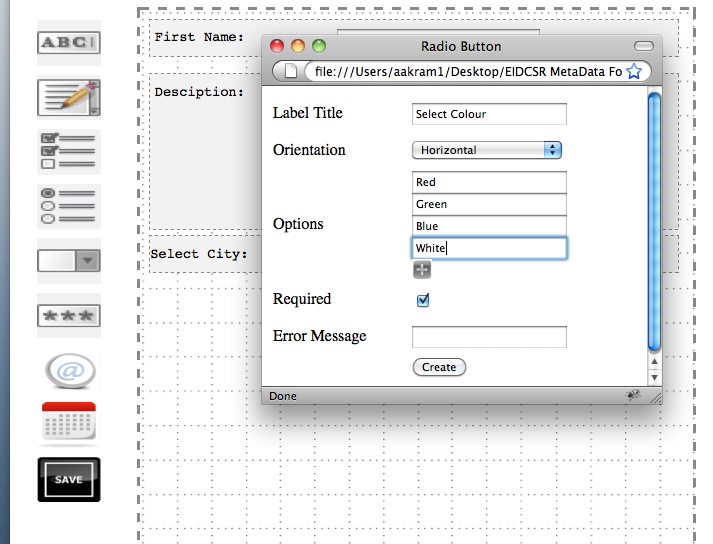 ABC
First Name:
Radio Button
file:///Users/aakram1/Desktop/EIDCSR MetaData Fo
Desciption:
Label Title
Select Colour
Orientation
Horizontal
Options
Red
Green
Blue
White
Select City:
Required
Error Message
@
Create
Done
SAVE